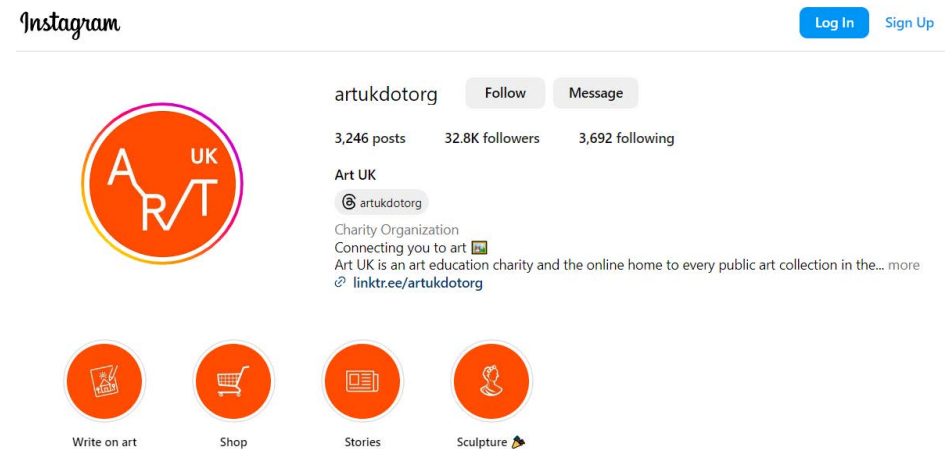 Instagram
Log In Sign Up
artukdotorg Follow Message
3,246 posts 32.8K followers 3,692 following
ART UK
Art UK
artukdotorg
Charity Organization
Connecting you to art 🖼️
Art UK is an art education charity and the online home to every public art collection in the... more
linktr.ee/artukdotorg
Write on art Shop Stories Sculpture 🎉